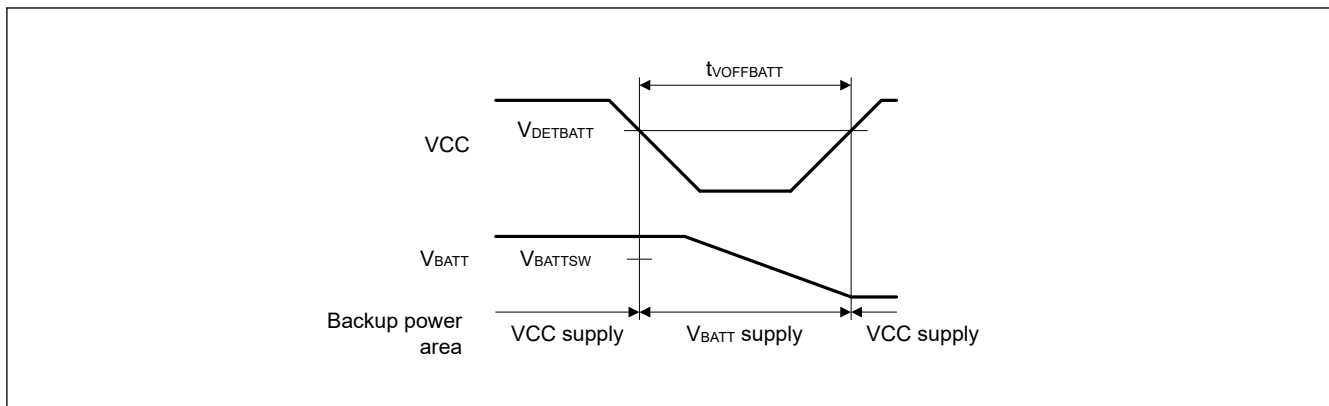 tVOFFBATT
VDETBATT
VCC
VBATT
VBATTSW
Backup power
area
VCC supply
VBATT supply
VCC supply